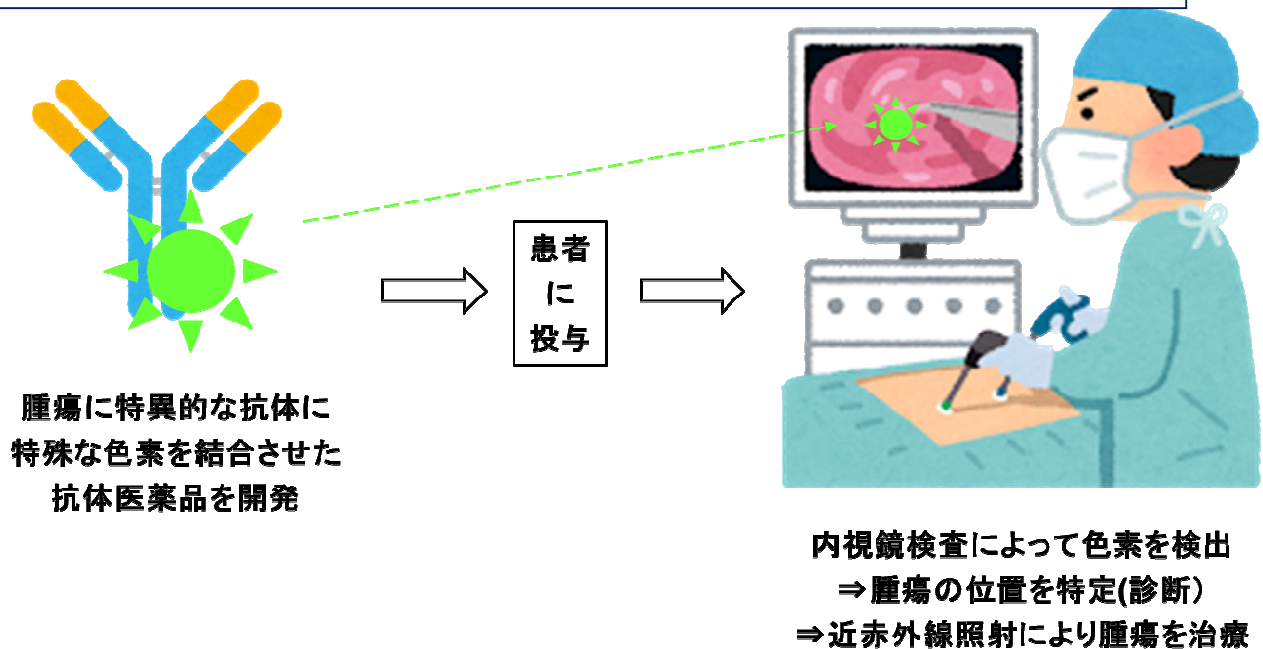 患者
に
投与
腫瘍に特異的な抗体に
特殊な色素を結合させた
抗体医薬品を開発
内視鏡検査によって色素を検出
⇒腫瘍の位置を特定(診断）
⇒近赤外線照射により腫瘍を治療